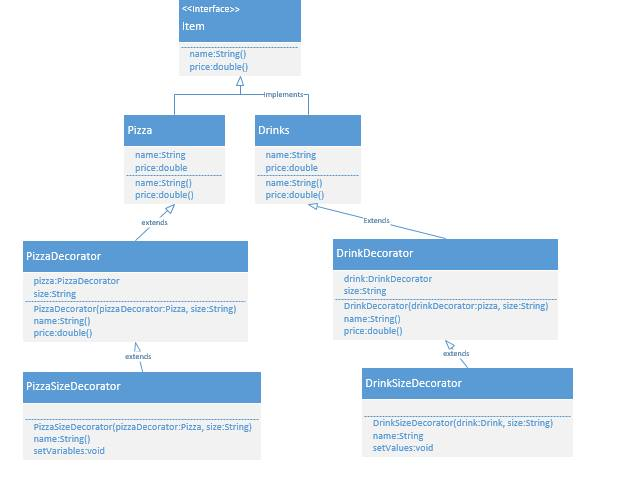 <<Interface>>
Item
name:String()
price:double()
Implements
Pizza
name:String
price:double
name:String()
price:double()
Drinks
name:String
price:double
name:String()
price:double()
extends
Extends
PizzaDecorator
pizza:PizzaDecorator
size:String
PizzaDecorator(pizzaDecorator:Pizza, size:String)
name:String()
price:double()
DrinkDecorator
drink:DrinkDecorator
size:String
DrinkDecorator(drinkDecorator:pizza, size:String)
name:String()
price:double()
extends
extends
PizzaSizeDecorator
PizzaSizeDecorator(pizzaDecorator:Pizza, size:String)
name:String()
setVariables:void
DrinkSizeDecorator
DrinkSizeDecorator(drink:Drink, size:String)
name:String
setValues:void